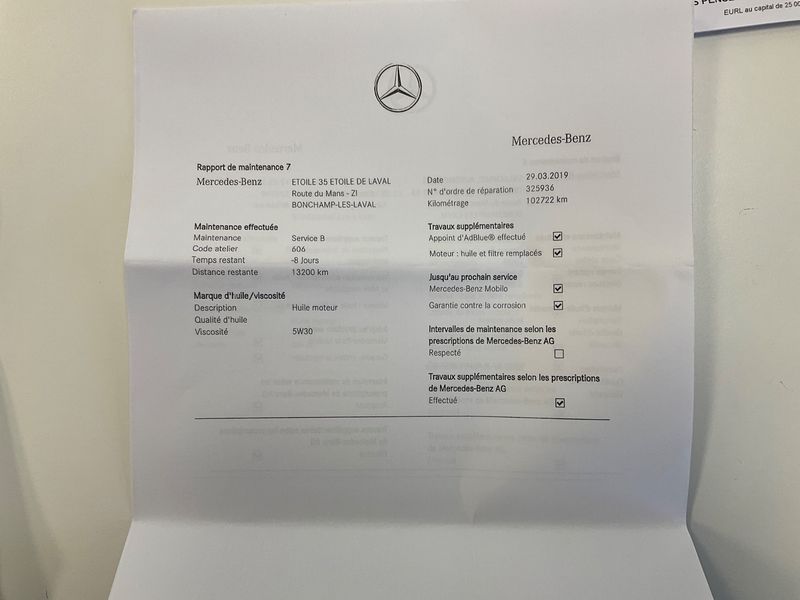 S PENCE
EURL au capital de 25 00
Mercedes-Benz
Rapport de maintenance 7
Mercedes-Benz
ETOILE 35 ETOILE DE LAVAL
Route du Mans - ZI
BONCHAMP-LES-LAVAL
Date 29.03.2019
N° d'ordre de réparation 325936
Kilométrage 102722 km
Maintenance effectuée
Maintenance Service B
Code atelier 606
Temps restant -8 Jours
Distance restante 13200 km
Marque d'huile/viscosité
Description Huile moteur
Qualité d'huile
Viscosité 5W30
Travaux supplémentaires
Appoint d'AdBlue® effectué
Moteur : huile et filtre remplacés
Jusqu'au prochain service
Mercedes-Benz Mobilo
Garantie contre la corrosion
Intervalles de maintenance selon les
prescriptions de Mercedes-Benz AG
Respecté
Travaux supplémentaires selon les prescriptions
de Mercedes-Benz AG
Effectué